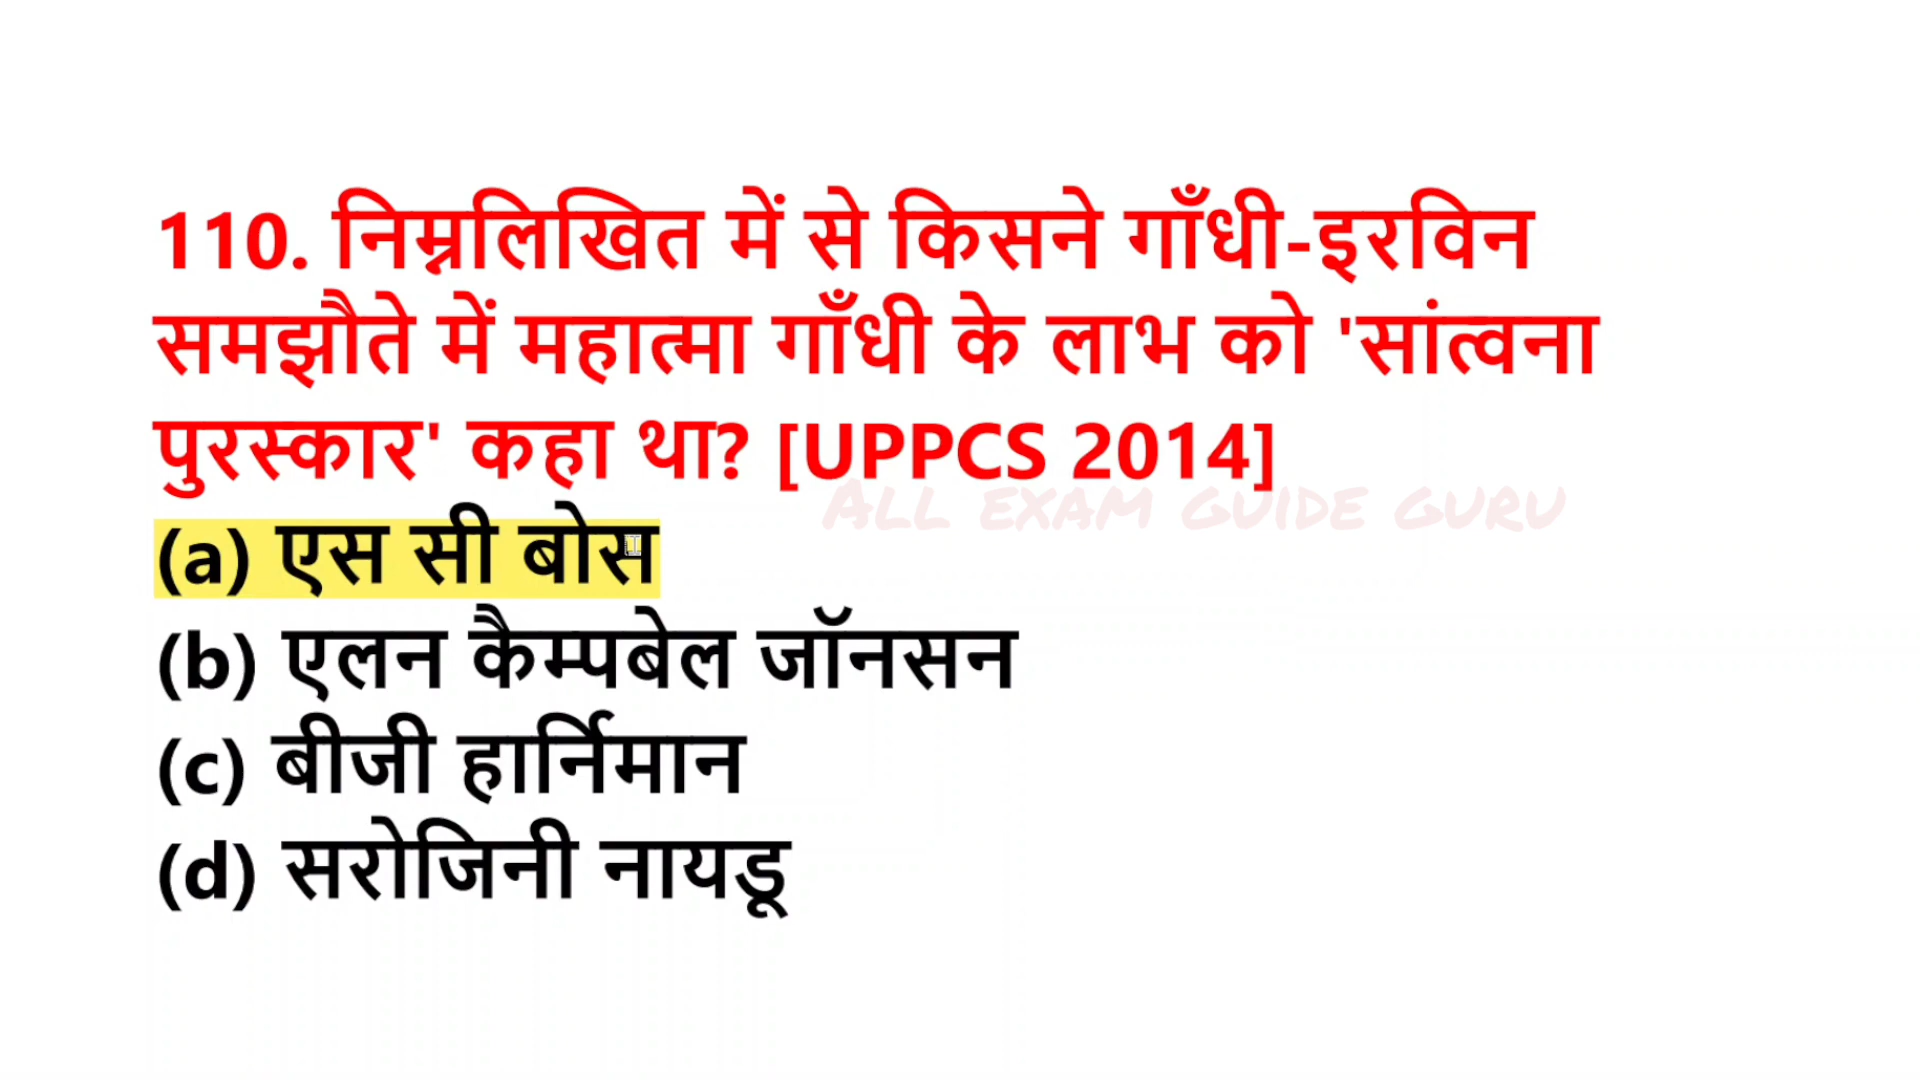 110. निम्नलिखित में से किसने गाँधी-इरविन
समझौते में महात्मा गाँधी के लाभ को 'सांत्वना
पुरस्कार' कहा था? [UPPCS 2014]
ALL EXAM GUIDE GURU
(a) एस सी बोस
(b) एलन कैम्पबेल जॉनसन
(c) बीजी हार्निमान
(d) सरोजिनी नायडू